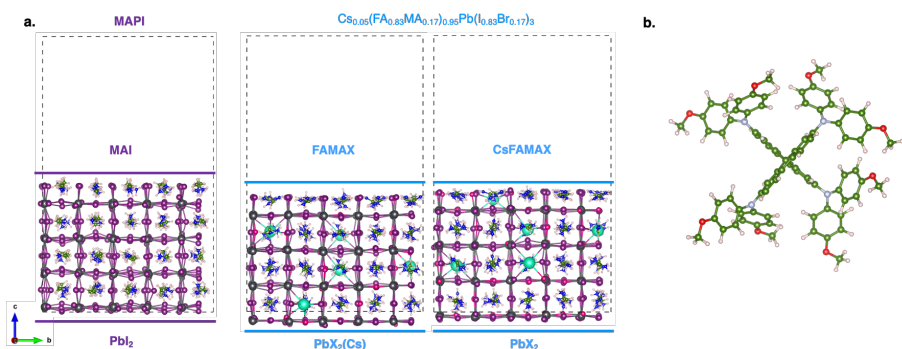 a.
MAPI
Cs₀.₀₅(FA₀.₈₃MA₀.₁₇)₀.₉₅Pb(I₀.₈₃Br₀.₁₇)₃
b.
MAI
FAMAX
CsFAMAX
c
b
PbI₂
PbX₂(Cs)
PbX₂